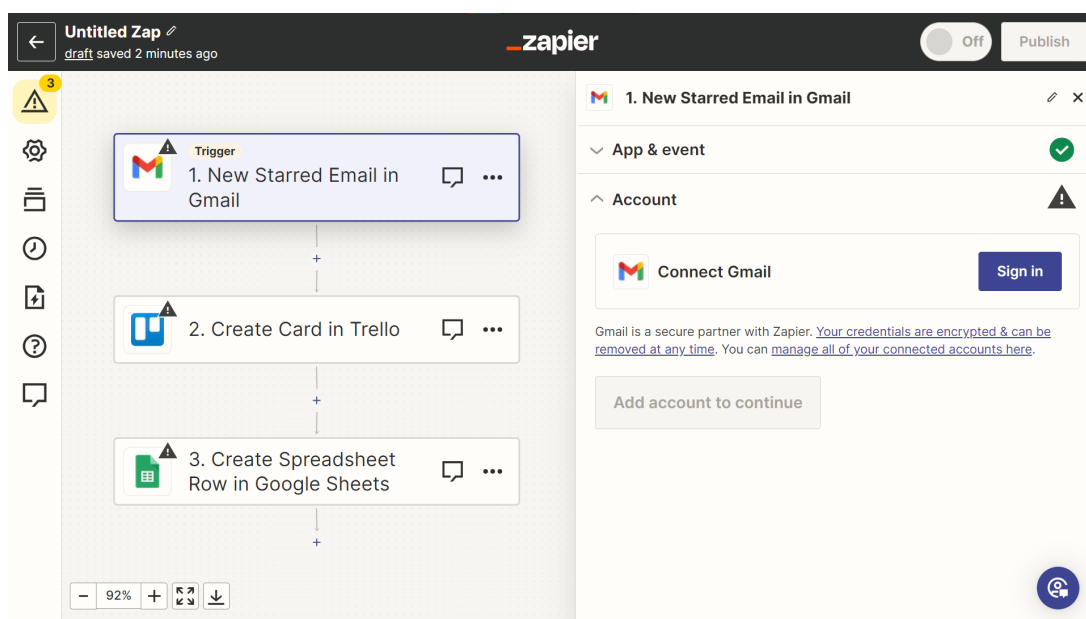 Untitled Zap
draft saved 2 minutes ago
_zapier
Off
Publish
3
Trigger
1. New Starred Email in
Gmail
2. Create Card in Trello
3. Create Spreadsheet
Row in Google Sheets
92%
1. New Starred Email in Gmail
App & event
Account
Connect Gmail
Sign in
Gmail is a secure partner with Zapier. Your credentials are encrypted & can be
removed at any time. You can manage all of your connected accounts here.
Add account to continue